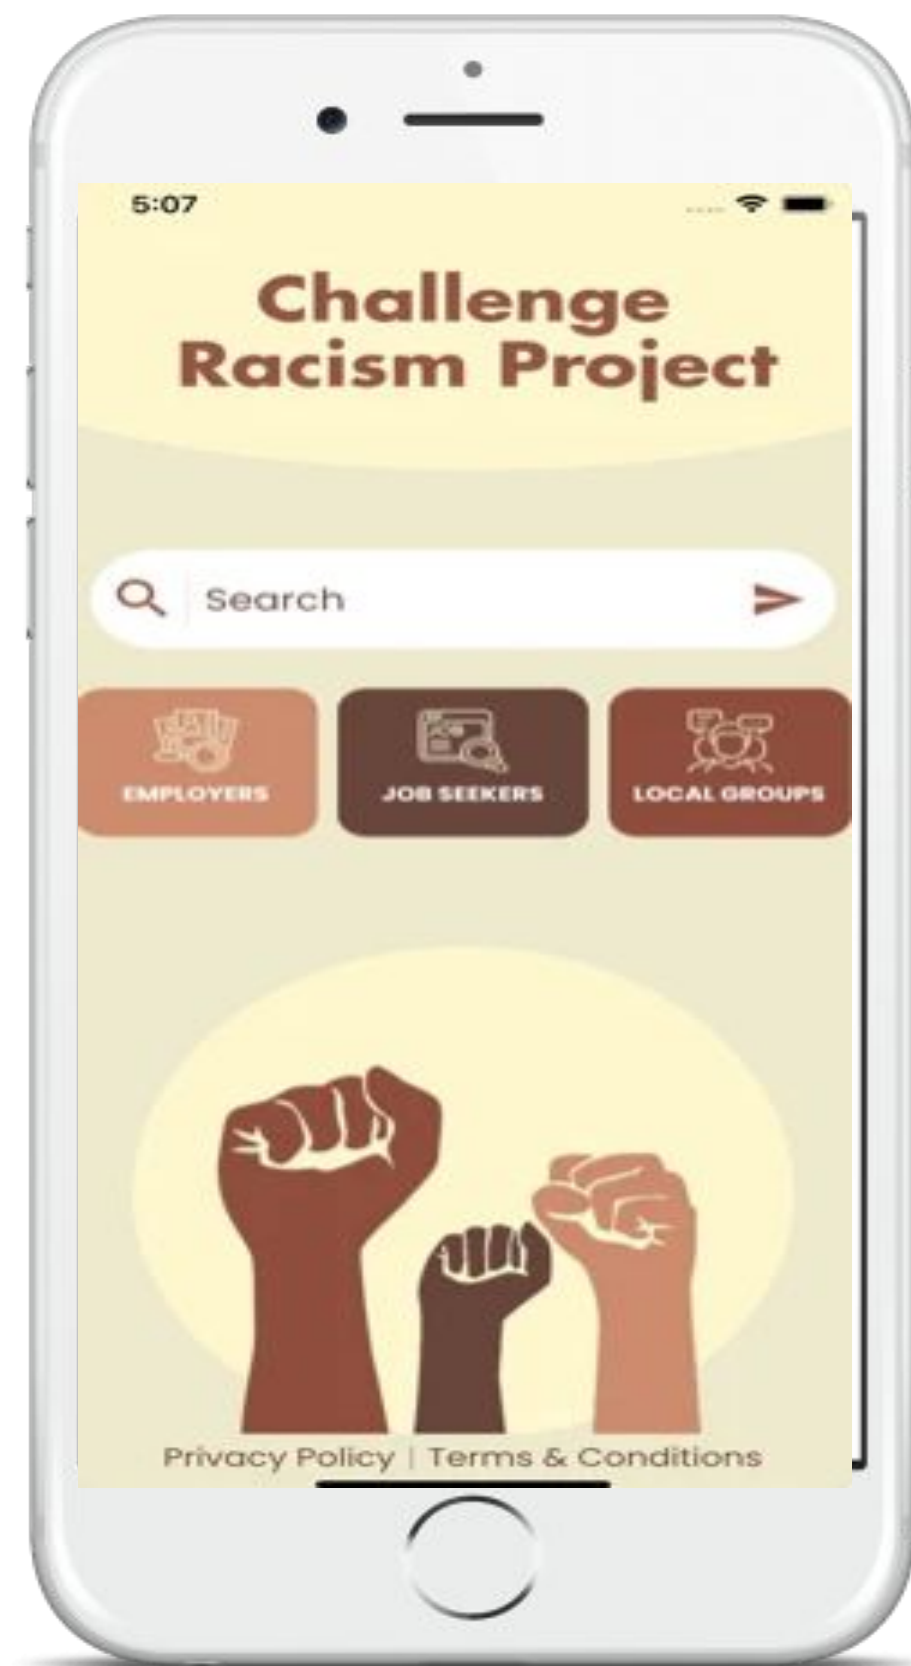 5:07
Challenge
Racism Project
Search
EMPLOYERS
JOB SEEKERS
LOCAL GROUPS
Privacy Policy | Terms & Conditions